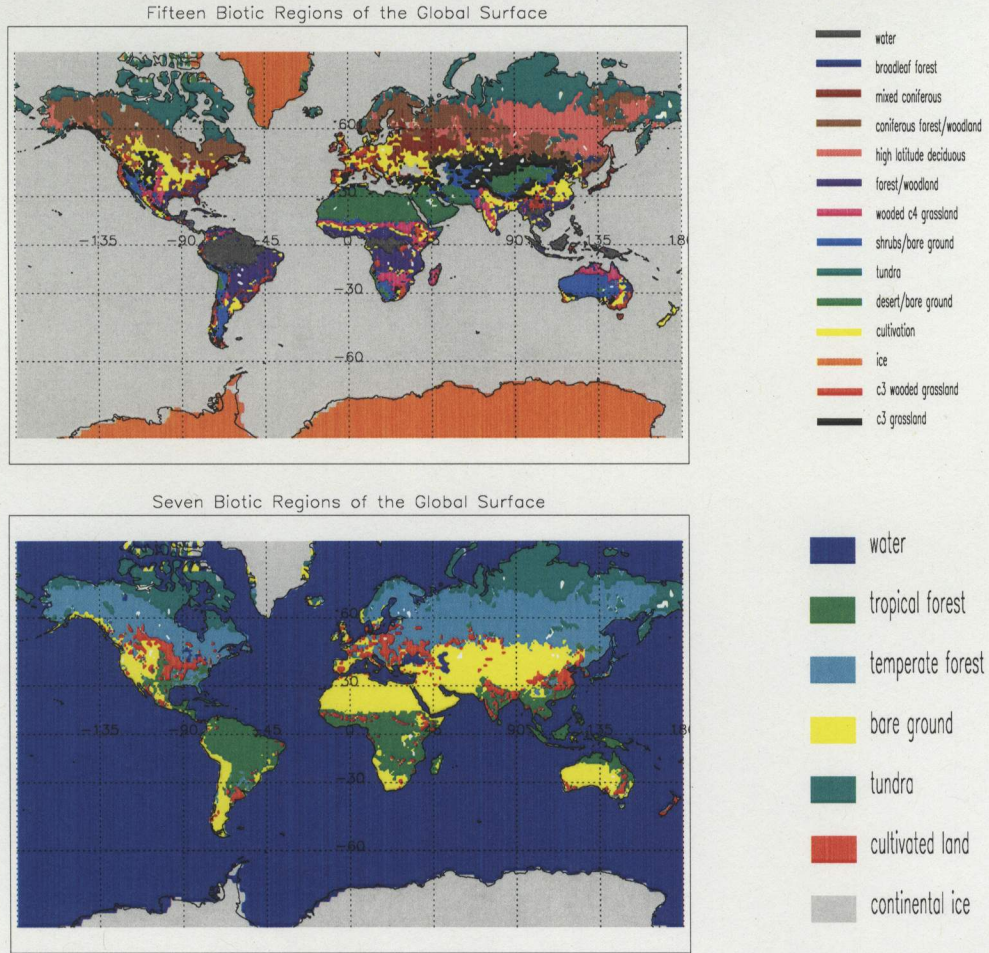 Fifteen Biotic Regions of the Global Surface
water
broadleaf forest
mixed coniferous
coniferous forest/woodland
high latitude deciduous
forest/woodland
wooded c4 grassland
shrubs/bare ground
tundra
desert/bare ground
cultivation
ice
c3 wooded grassland
c3 grassland
60
-135 -90 -45 0 90 135 180
-30
-60
Seven Biotic Regions of the Global Surface
water
tropical forest
temperate forest
bare ground
tundra
cultivated land
continental ice
60
30
-135 -90 -45 0 90 135 180
-30
-60